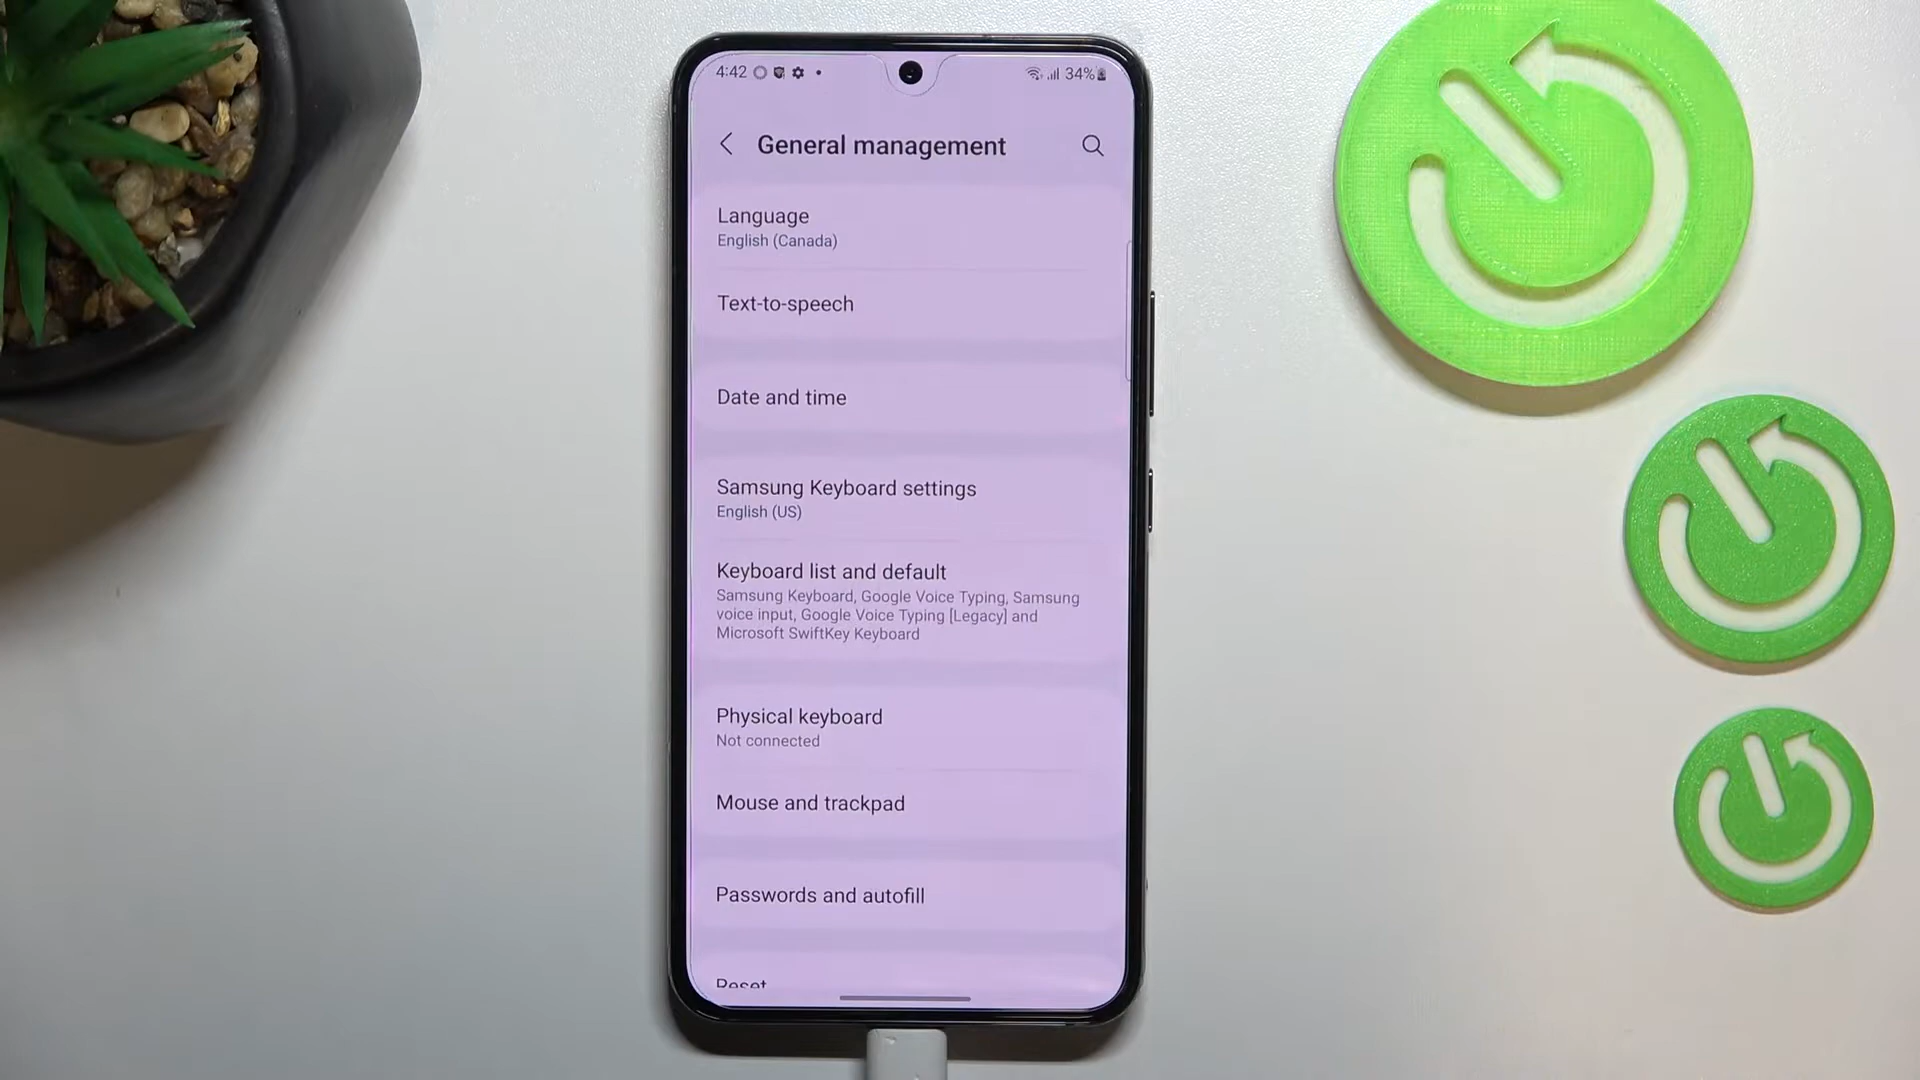 4:42 34%
General management
Language
English (Canada)
Text-to-speech
Date and time
Samsung Keyboard settings
English (US)
Keyboard list and default
Samsung Keyboard, Google Voice Typing, Samsung
voice input, Google Voice Typing [Legacy] and
Microsoft SwiftKey Keyboard
Physical keyboard
Not connected
Mouse and trackpad
Passwords and autofill
Reset